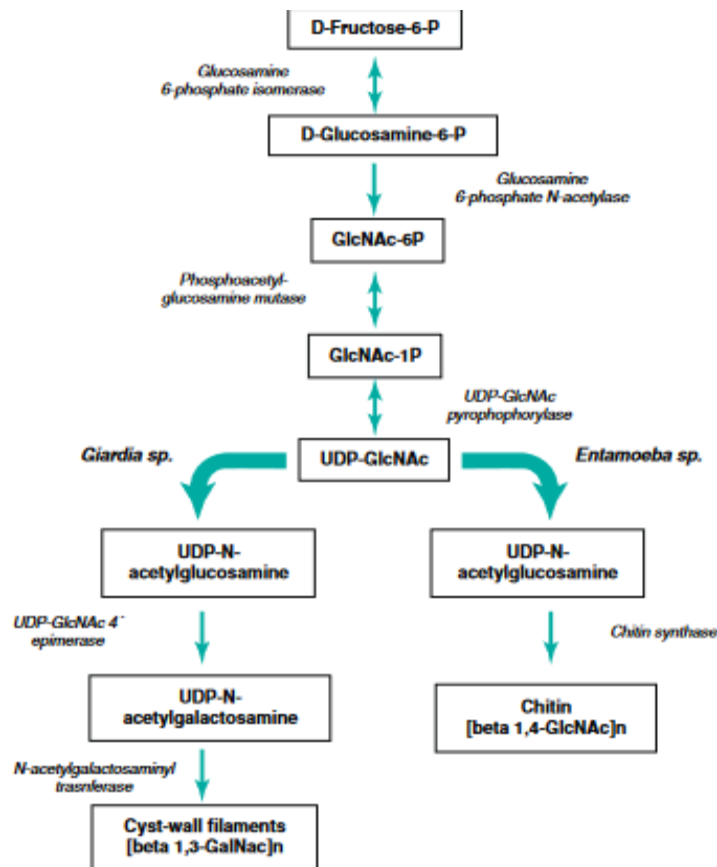 D-Fructose-6-P
Glucosamine
6-phosphate isomerase
D-Glucosamine-6-P
Glucosamine
6-phosphate N-acetylase
GlcNAc-6P
Phosphoacetyl-
glucosamine mutase
GlcNAc-1P
UDP-GlcNAc
pyrophophorylase
Giardia sp.
UDP-GlcNAc
Entamoeba sp.
UDP-N-
acetylglucosamine
UDP-N-
acetylglucosamine
UDP-GlcNAc 4´
epimerase
Chitin synthase
UDP-N-
acetylgalactosamine
Chitin
[beta 1,4-GlcNAc]n
N-acetylgalactosaminyl
trasnferase
Cyst-wall filaments
[beta 1,3-GalNac]n